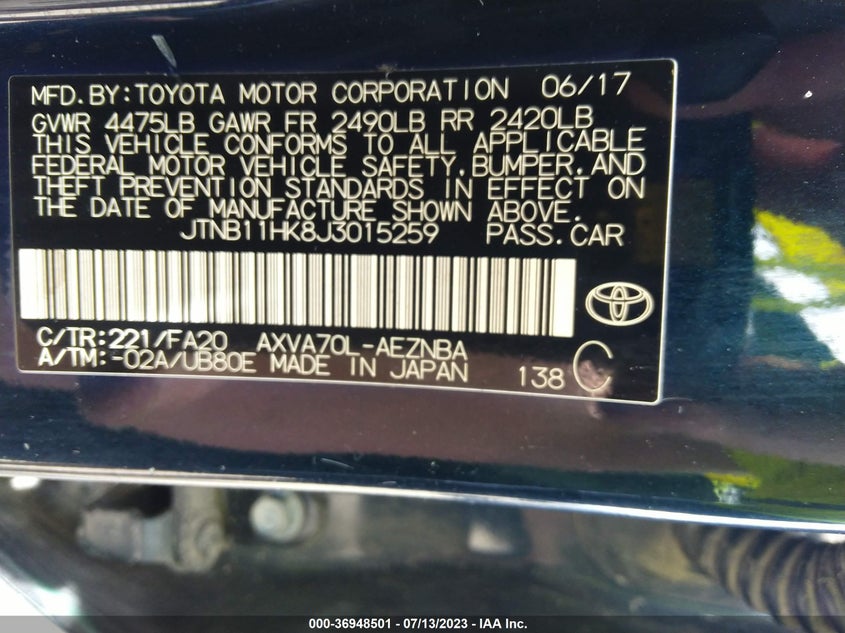 MFD.BY:TOYOTA MOTOR CORPORATION 06/17
GVWR 4475LB GAWR FR 2490LB RR 2420LB
THIS VEHICLE CONFORMS TO ALL APPLICABLE
FEDERAL MOTOR VEHICLE SAFETY,BUMPER,AND
THEFT PREVENTION STANDARDS IN EFFECT ON
THE DATE OF MANUFACTURE SHOWN ABOVE.
JTNB11HK8J3015259 PASS.CAR
C/TR:221/FA20 AXVA70L-AEZNBA
A/TM:-02A/UB80E MADE IN JAPAN
138 C
000-36948501 - 07/13/2023 - IAA Inc.